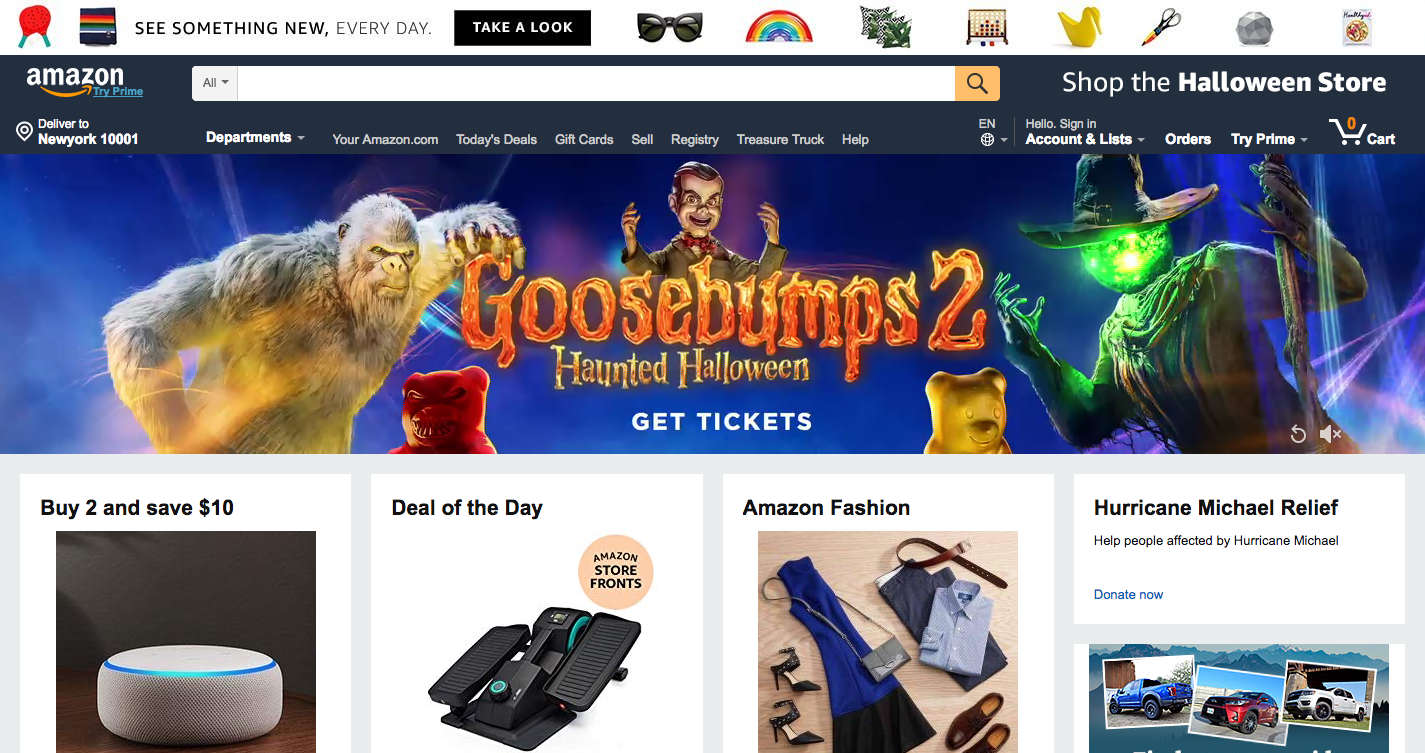 SEE SOMETHING NEW, EVERY DAY.
TAKE A LOOK
Healthyish
amazon
Try Prime
All
Shop the Halloween Store
Deliver to
Newyork 10001
Departments
Your Amazon.com Today's Deals Gift Cards Sell Registry Treasure Truck Help
EN
Hello. Sign in
Account & Lists
Orders
Try Prime
0
Cart
Goosebumps 2
Haunted Halloween
GET TICKETS
Buy 2 and save $10
Deal of the Day
AMAZON
STORE
FRONTS
Amazon Fashion
Hurricane Michael Relief
Help people affected by Hurricane Michael
Donate now